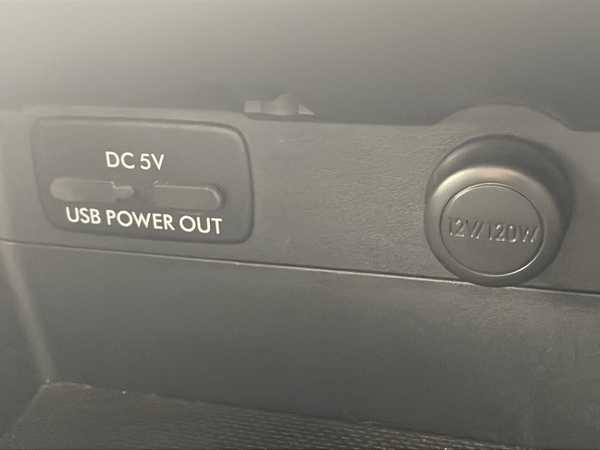 DC 5V
USB POWER OUT
12V/120W